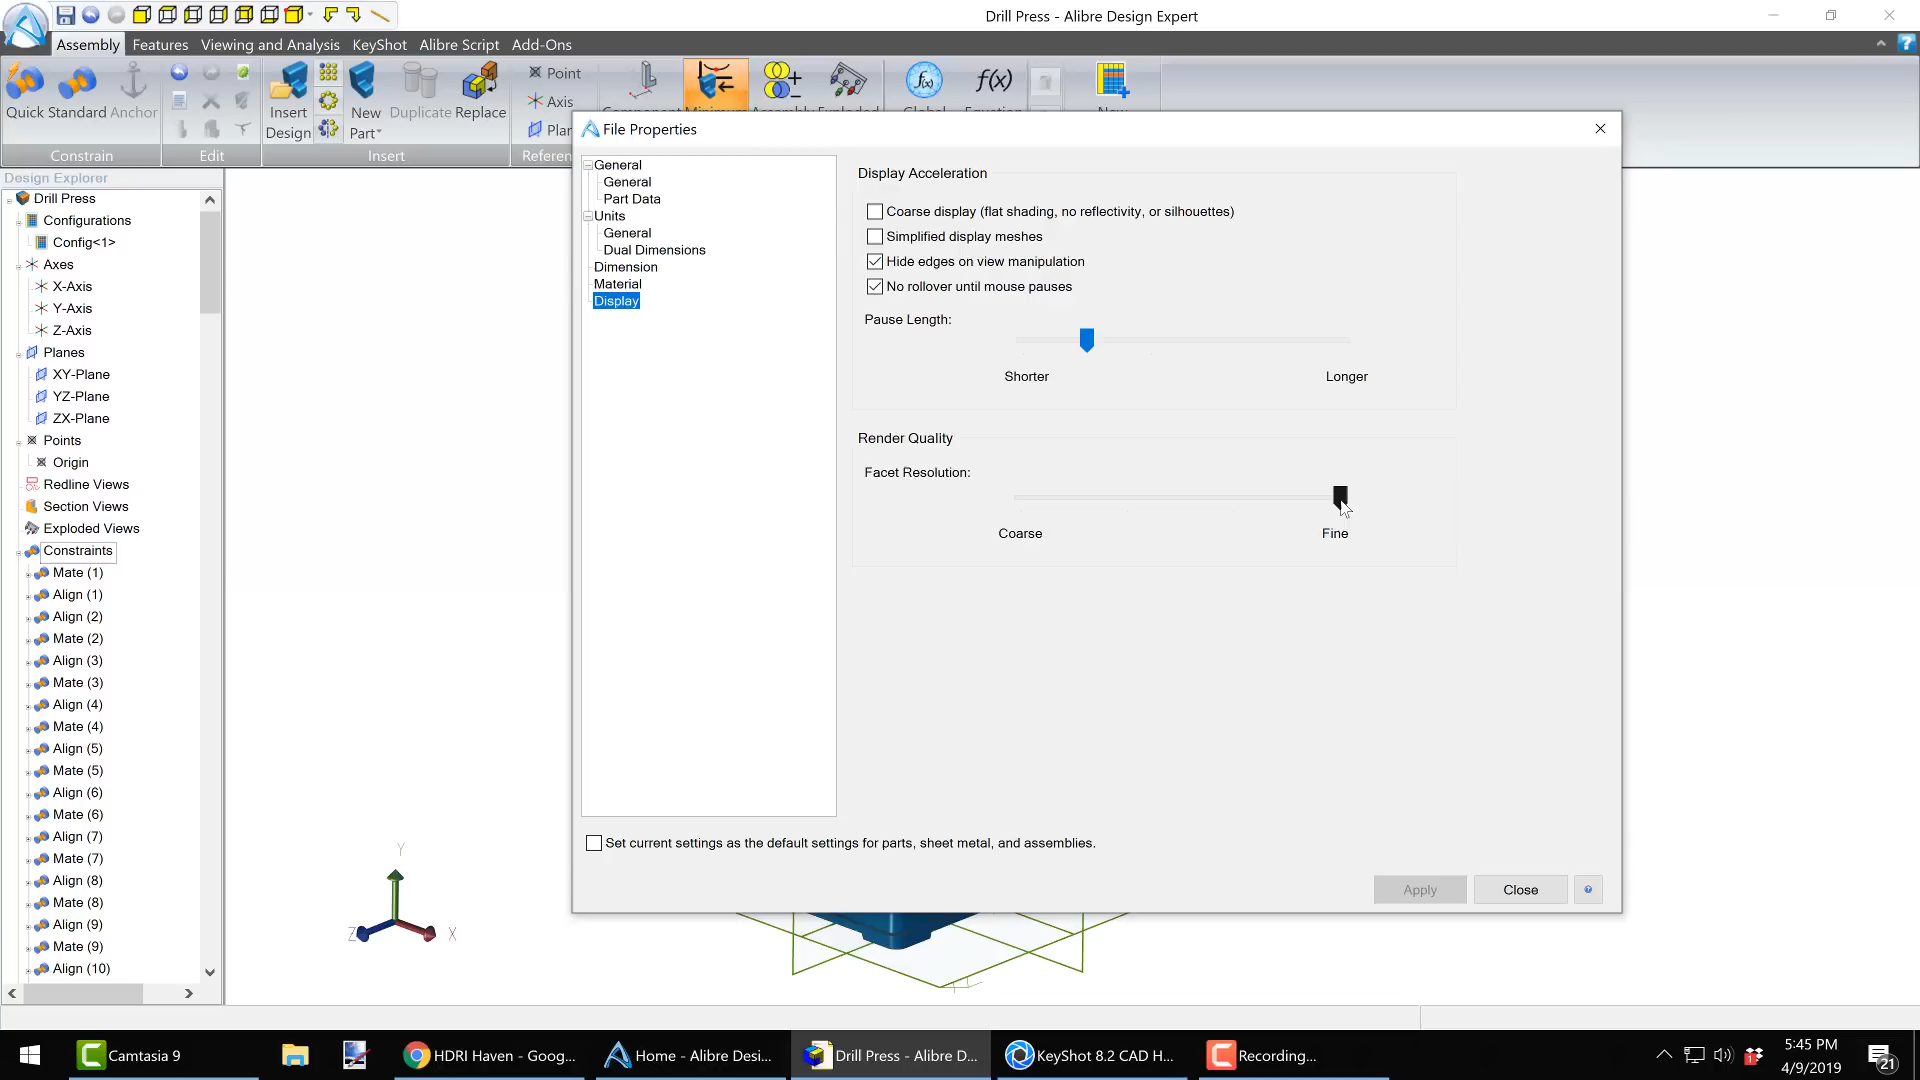 Drill Press - Alibre Design Expert
Assembly Features Viewing and Analysis KeyShot Alibre Script Add-Ons
Quick Standard Anchor
Insert Design
New Part
Duplicate Replace
Point
Axis
Constrain Edit Insert
Design Explorer
Drill Press
Configurations
Config<1>
Axes
X-Axis
Y-Axis
Z-Axis
Planes
XY-Plane
YZ-Plane
ZX-Plane
Points
Origin
Redline Views
Section Views
Exploded Views
Constraints
Mate (1)
Align (1)
Align (2)
Mate (2)
Align (3)
Mate (3)
Align (4)
Mate (4)
Align (5)
Mate (5)
Align (6)
Mate (6)
Align (7)
Mate (7)
Align (8)
Mate (8)
Align (9)
Mate (9)
Align (10)
File Properties
General
General
Part Data
Units
General
Dual Dimensions
Dimension
Material
Display
Display Acceleration
Coarse display (flat shading, no reflectivity, or silhouettes)
Simplified display meshes
Hide edges on view manipulation
No rollover until mouse pauses
Pause Length:
Shorter Longer
Render Quality
Facet Resolution:
Coarse Fine
Set current settings as the default settings for parts, sheet metal, and assemblies.
Apply Close
Y
Z X
Camtasia 9
HDRI Haven - Goog...
Home - Alibre Desi...
Drill Press - Alibre D...
KeyShot 8.2 CAD H...
Recording...
5:45 PM
4/9/2019
21